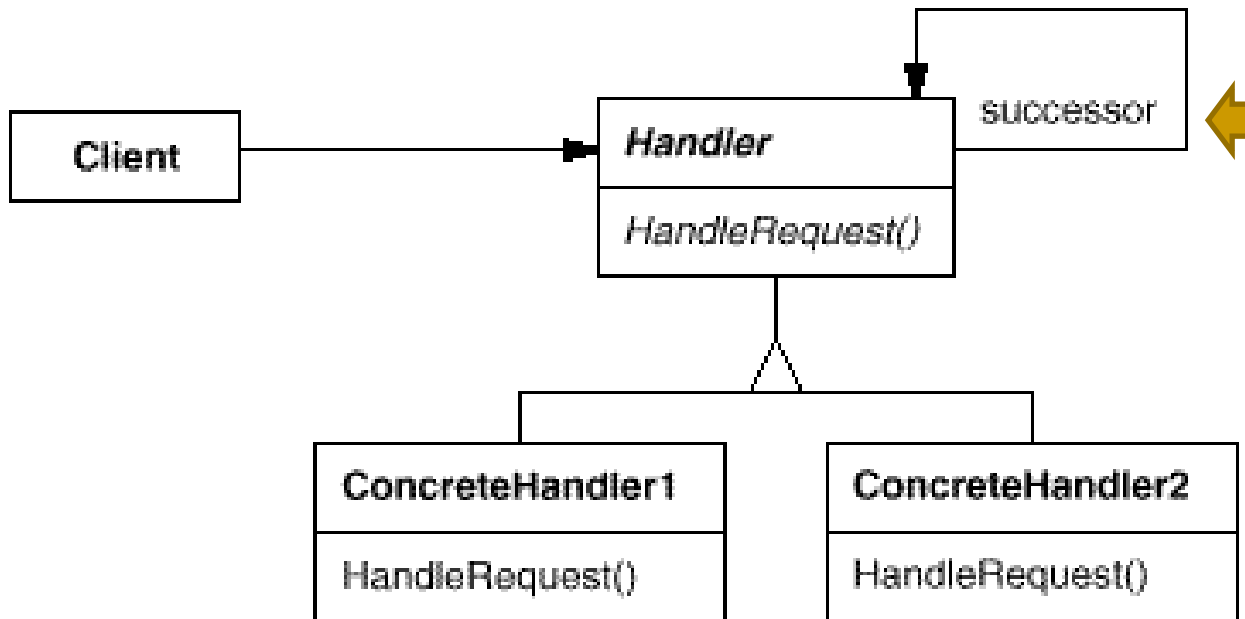 successor
Client
Handler
HandleRequest()
ConcreteHandler1
ConcreteHandler2
HandleRequest()
HandleRequest()